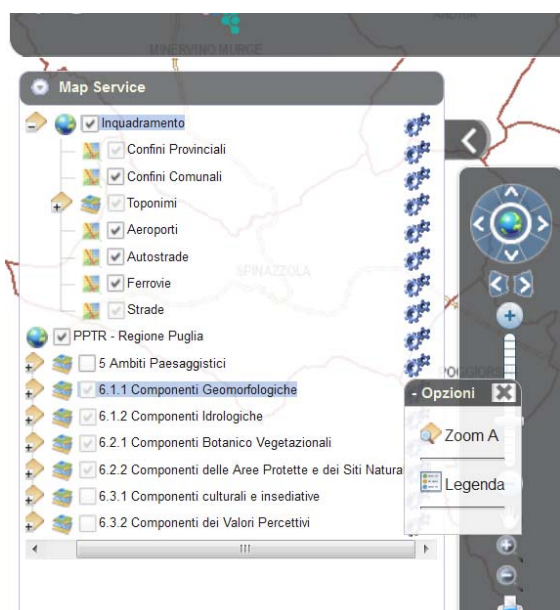 ANDRIA
MINERVINO MURGE
Map Service
Inquadramento
Confini Provinciali
Confini Comunali
Toponimi
Aeroporti
Autostrade
SPINAZZOLA
Ferrovie
Strade
PPTR - Regione Puglia
5 Ambiti Paesaggistici
POGGIORS
6.1.1 Componenti Geomorfologiche
- Opzioni
6.1.2 Componenti Idrologiche
Zoom A
6.2.1 Componenti Botanico Vegetazionali
6.2.2 Componenti delle Aree Protette e dei Siti Natura
Legenda
6.3.1 Componenti culturali e insediative
6.3.2 Componenti dei Valori Percettivi